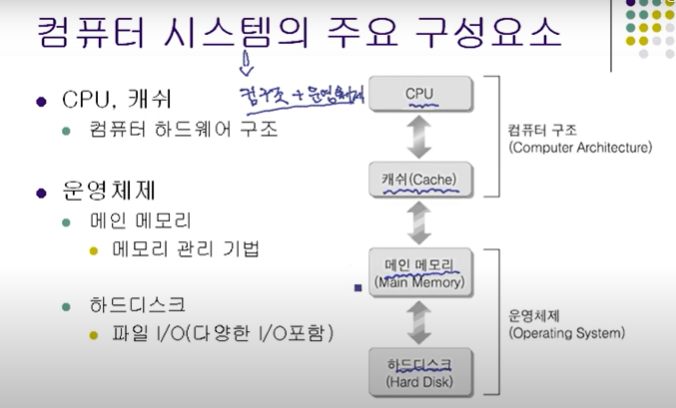 컴퓨터 시스템의 주요 구성요소
컴구조 + 운영체제
CPU, 캐쉬
컴퓨터 하드웨어 구조
운영체제
메인 메모리
메모리 관리 기법
하드디스크
파일 I/O(다양한 I/O포함)
CPU
캐쉬(Cache)
메인 메모리
(Main Memory)
하드디스크
(Hard Disk)
컴퓨터 구조
(Computer Architecture)
운영체제
(Operating System)